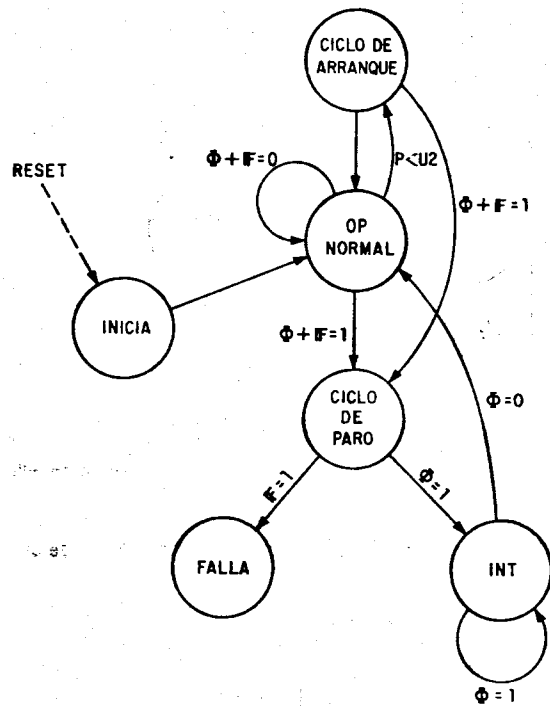 CICLO DE
ARRANQUE
Φ+F=0
P<U2
RESET
Φ+F=1
OP
NORMAL
INICIA
Φ+F=1
CICLO
DE
PARO
Φ=0
F=1
Φ=1
FALLA
INT
Φ=1